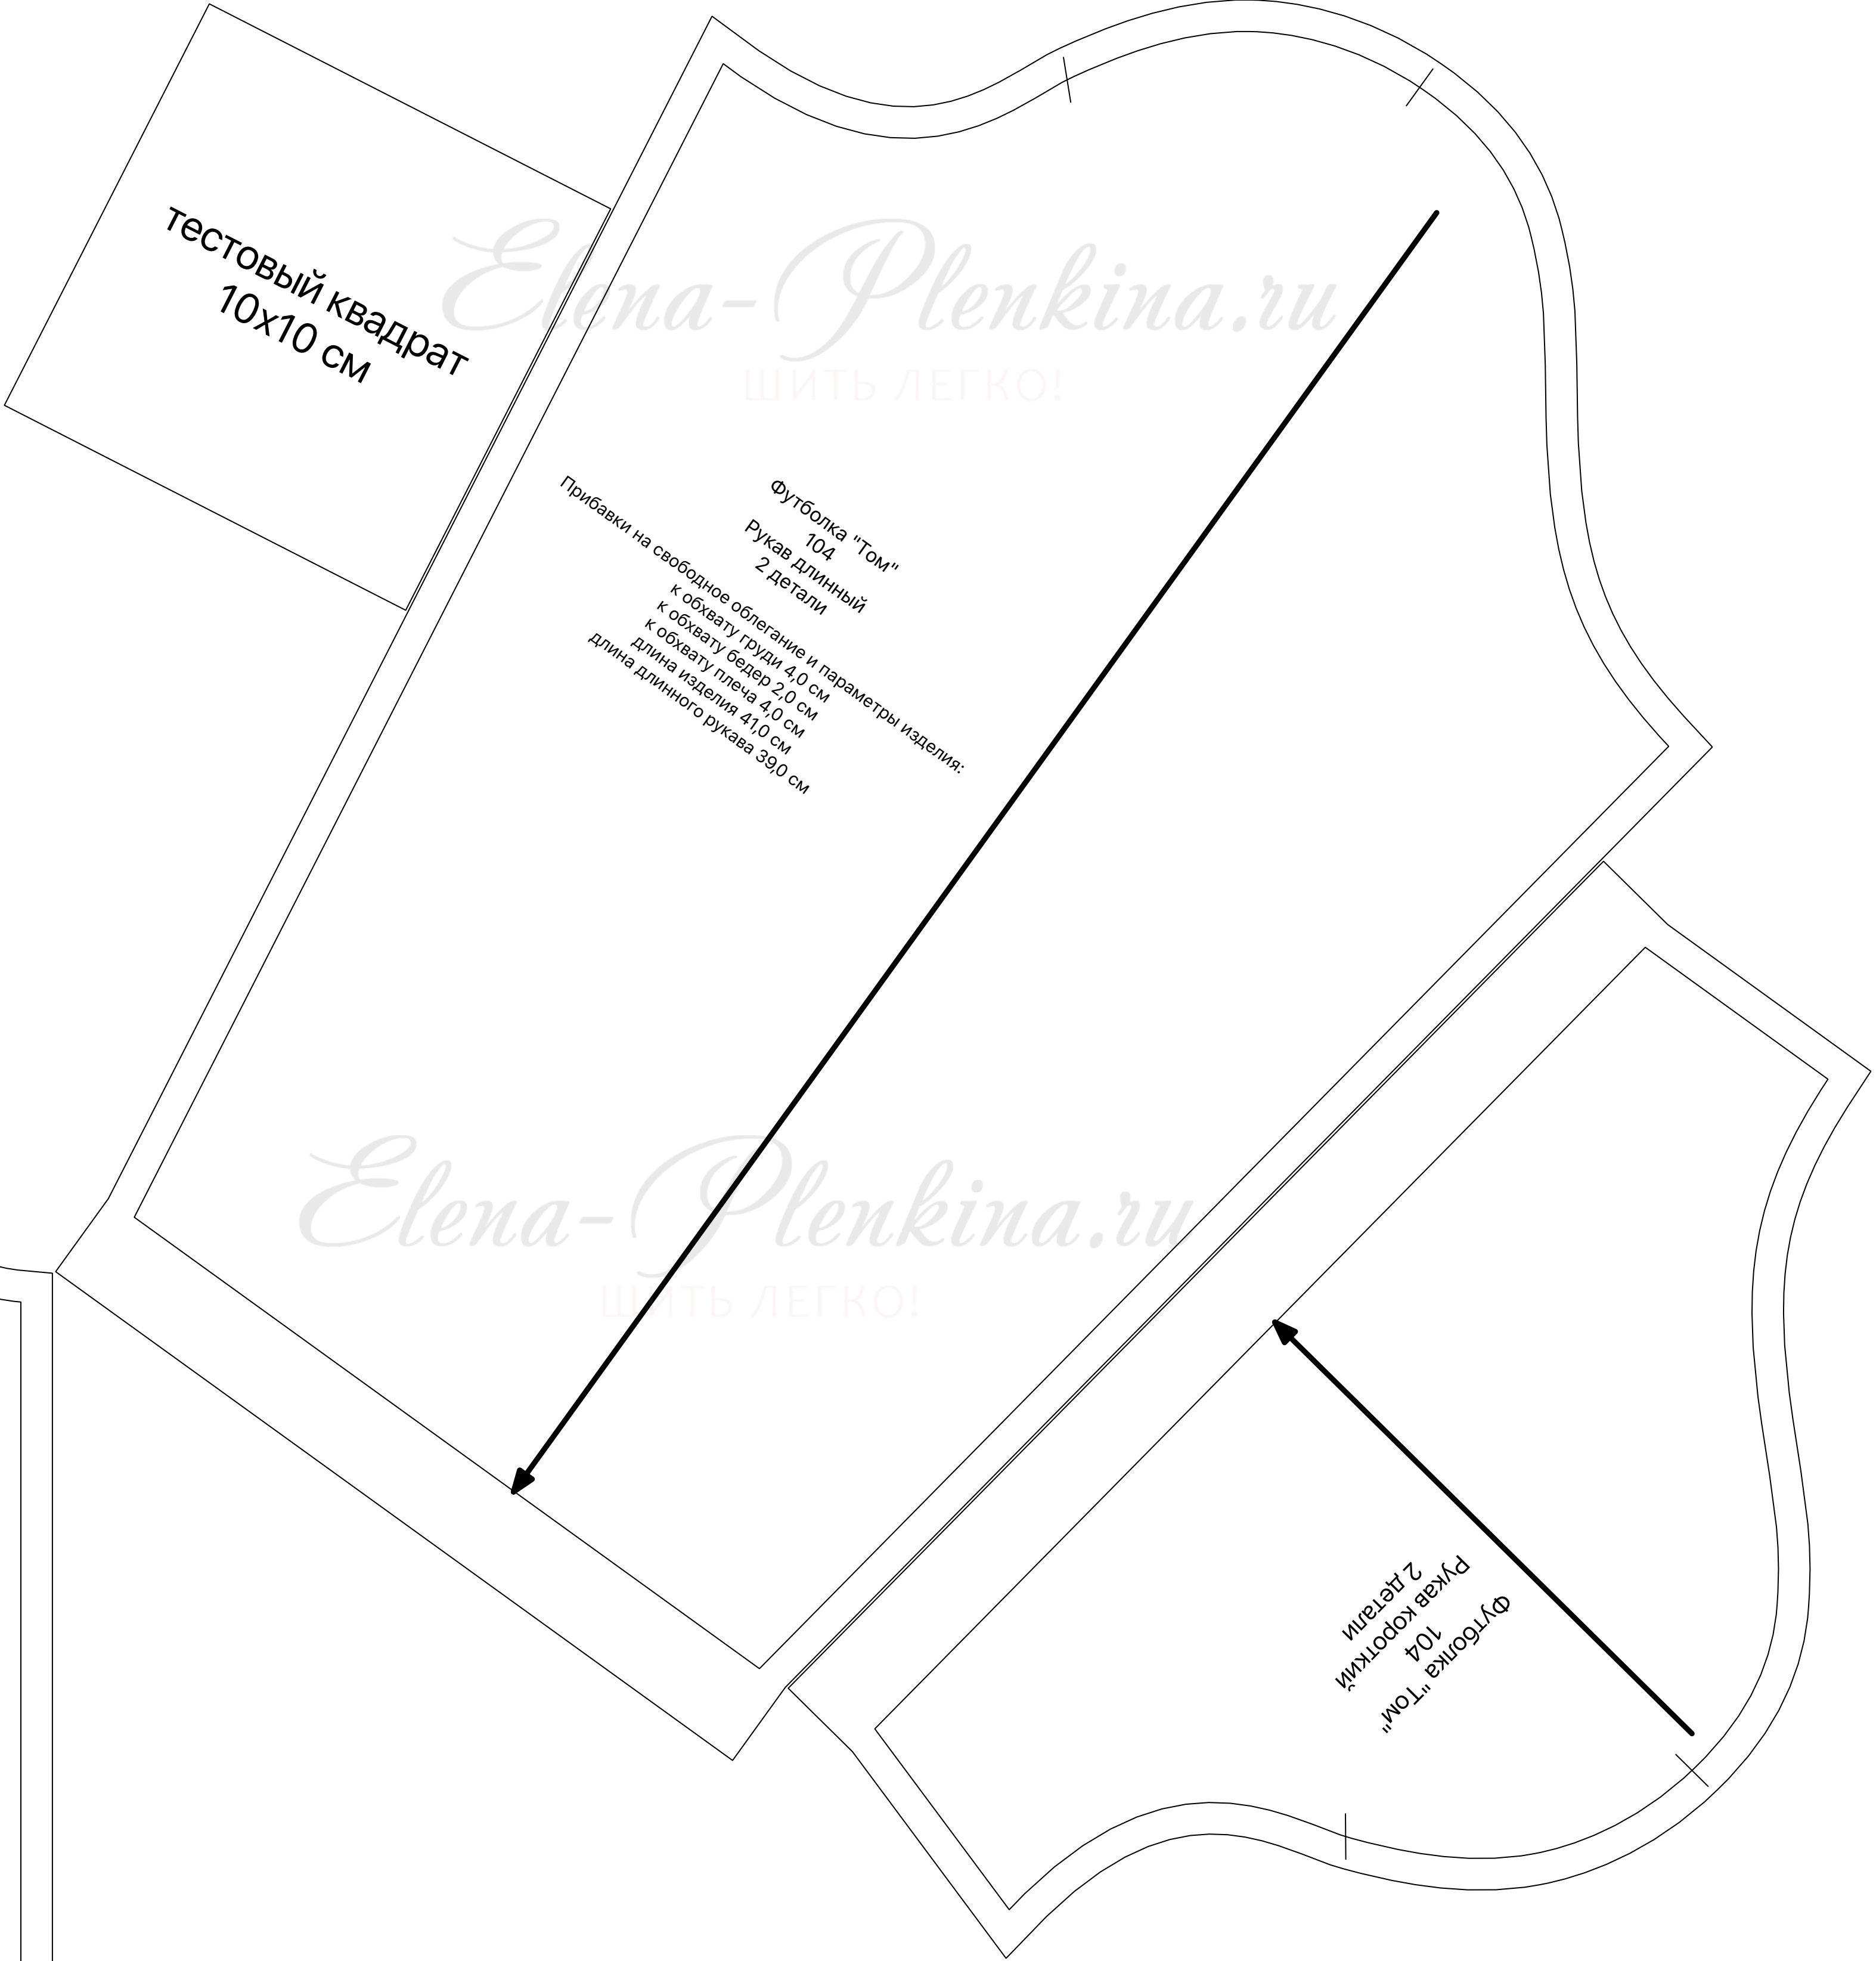 тестовый квадрат
10х10 см
Elena-Plenkina.ru
ШИТЬ ЛЕГКО!
Футболка "Том"
104
Рукав длинный
2 детали
Прибавки на свободное облегание и параметры изделия:
к обхвату груди 4,0 см
к обхвату бедер 2,0 см
к обхвату плеча 4,0 см
длина изделия 41,0 см
длина длинного рукава 39,0 см
Elena-Plenkina.ru
ШИТЬ ЛЕГКО!
Футболка "Том"
104
Рукав короткий
2 детали